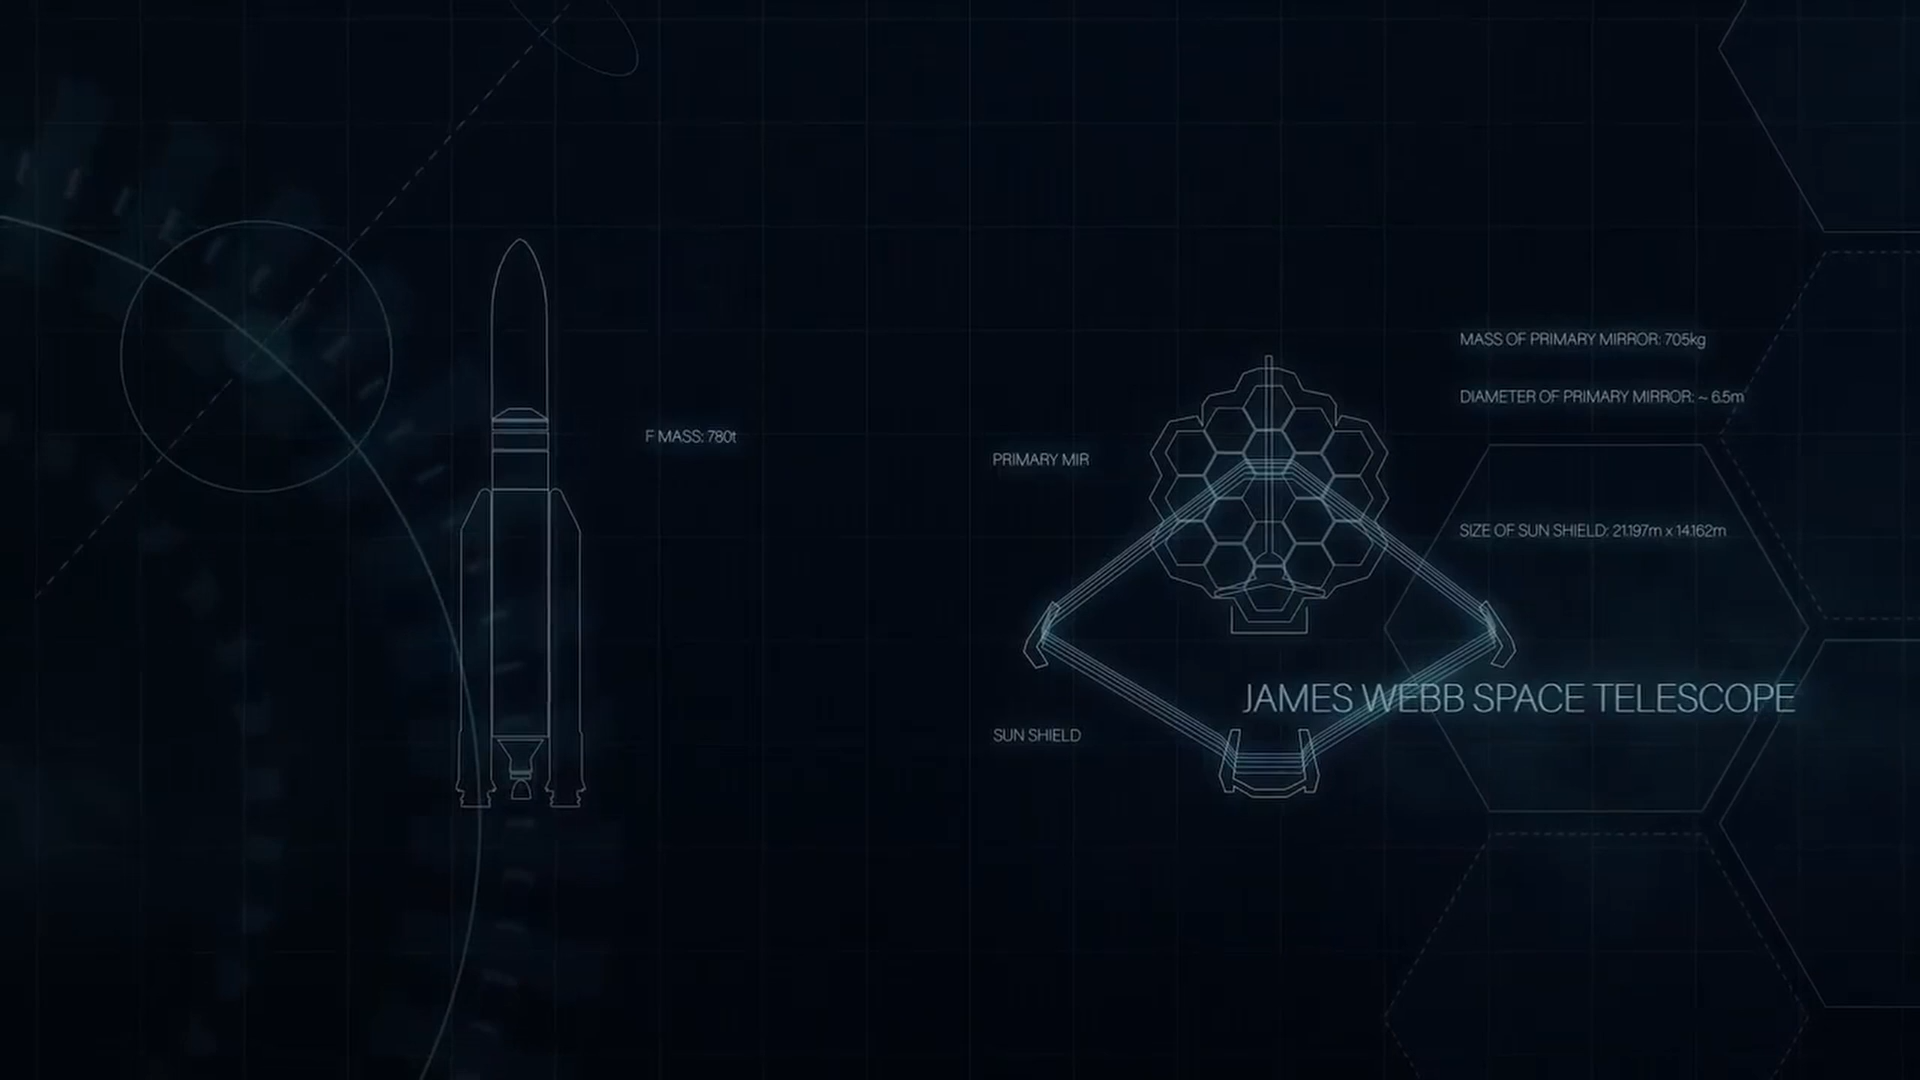 F MASS: 780t
PRIMARY MIR
SUN SHIELD
MASS OF PRIMARY MIRROR: 705kg
DIAMETER OF PRIMARY MIRROR: ~ 6.5m
SIZE OF SUN SHIELD: 21.197m x 14.162m
JAMES WEBB SPACE TELESCOPE